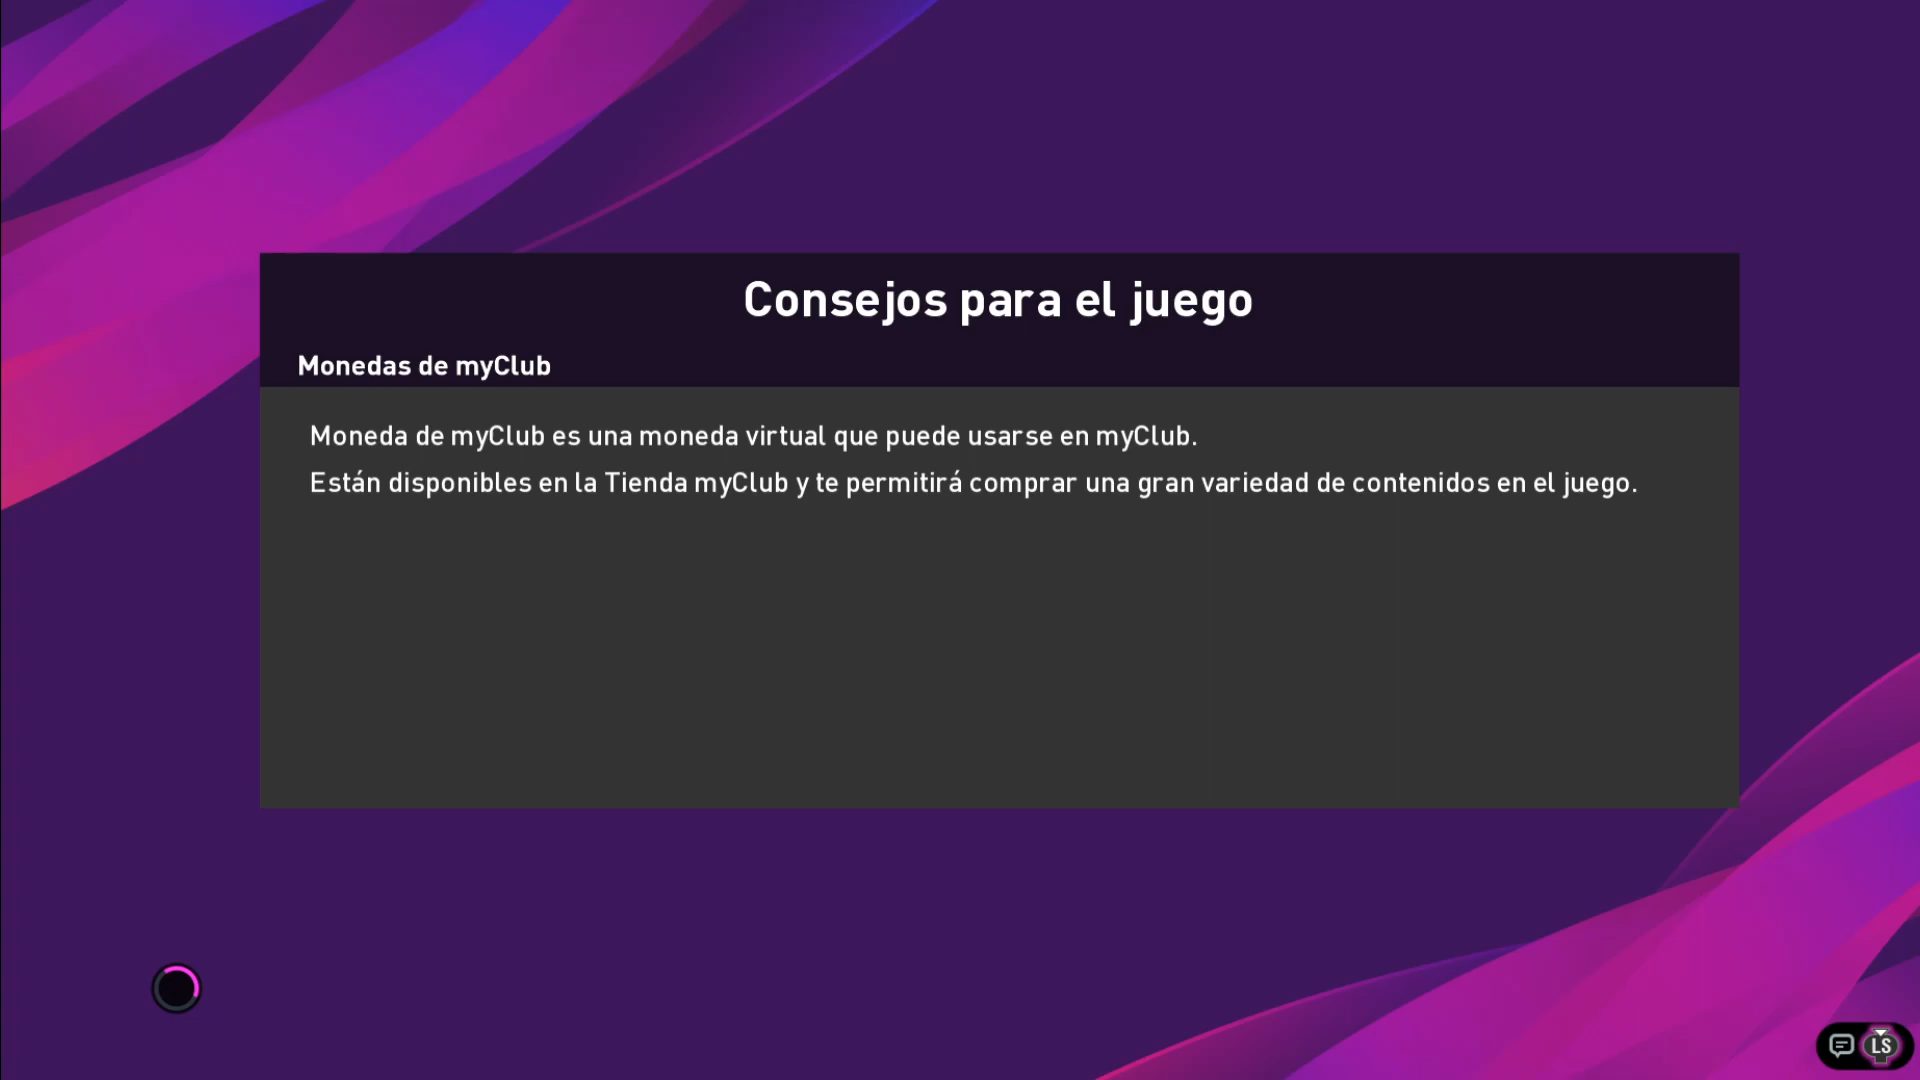 Consejos para el juego
Monedas de myClub
Moneda de myClub es una moneda virtual que puede usarse en myClub.
Están disponibles en la Tienda myClub y te permitirá comprar una gran variedad de contenidos en el juego.
LS